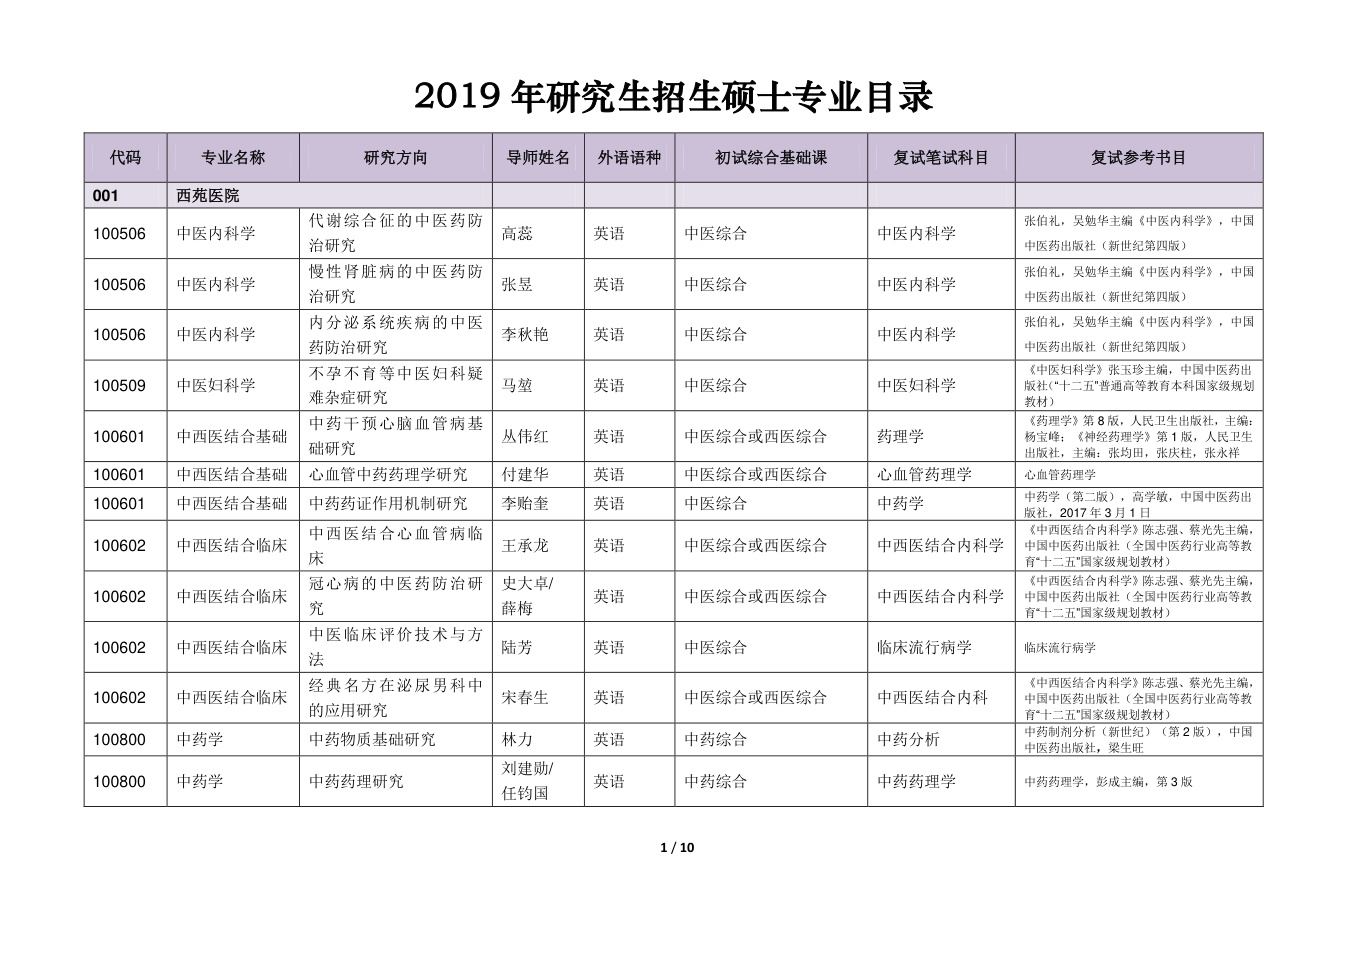 2019 年研究生招生硕士专业目录
代码 专业名称 研究方向 导师姓名 外语语种 初试综合基础课 复试笔试科目 复试参考书目
001 西苑医院
100506 中医内科学 代谢综合征的中医药防治研究 高蕊 英语 中医综合 中医内科学 张伯礼，吴勉华主编《中医内科学》，中国中医药出版社（新世纪第四版）
100506 中医内科学 慢性肾脏病的中医药防治研究 张昱 英语 中医综合 中医内科学 张伯礼，吴勉华主编《中医内科学》，中国中医药出版社（新世纪第四版）
100506 中医内科学 内分泌系统疾病的中医药防治研究 李秋艳 英语 中医综合 中医内科学 张伯礼，吴勉华主编《中医内科学》，中国中医药出版社（新世纪第四版）
100509 中医妇科学 不孕不育等中医妇科疑难杂症研究 马堃 英语 中医综合 中医妇科学 《中医妇科学》张玉珍主编，中国中医药出版社（“十二五”普通高等教育本科国家级规划教材）
100601 中西医结合基础 中药干预心脑血管病基础研究 丛伟红 英语 中医综合或西医综合 药理学 《药理学》第 8 版，人民卫生出版社，主编：杨宝峰；《神经药理学》第 1 版，人民卫生出版社，主编：张均田，张庆柱，张永祥
100601 中西医结合基础 心血管中药药理学研究 付建华 英语 中医综合或西医综合 心血管药理学 心血管药理学
100601 中西医结合基础 中药药证作用机制研究 李贻奎 英语 中医综合 中药学 中药学（第二版），高学敏，中国中医药出版社，2017 年 3 月 1 日
100602 中西医结合临床 中西医结合心血管病临床 王承龙 英语 中医综合或西医综合 中西医结合内科学 《中西医结合内科学》陈志强、蔡光先主编，中国中医药出版社（全国中医药行业高等教育“十二五”国家级规划教材）
100602 中西医结合临床 冠心病的中医药防治研究 史大卓/薛梅 英语 中医综合或西医综合 中西医结合内科学 《中西医结合内科学》陈志强、蔡光先主编，中国中医药出版社（全国中医药行业高等教育“十二五”国家级规划教材）
100602 中西医结合临床 中医临床评价技术与方法 陆芳 英语 中医综合 临床流行病学 临床流行病学
100602 中西医结合临床 经典名方在泌尿男科中的应用研究 宋春生 英语 中医综合或西医综合 中西医结合内科 《中西医结合内科学》陈志强、蔡光先主编，中国中医药出版社（全国中医药行业高等教育“十二五”国家级规划教材）
100800 中药学 中药物质基础研究 林力 英语 中药综合 中药分析 中药制剂分析（新世纪）（第 2 版），中国中医药出版社，梁生旺
100800 中药学 中药药理研究 刘建勋/任钧国 英语 中药综合 中药药理学 中药药理学，彭成主编，第 3 版
1 / 10